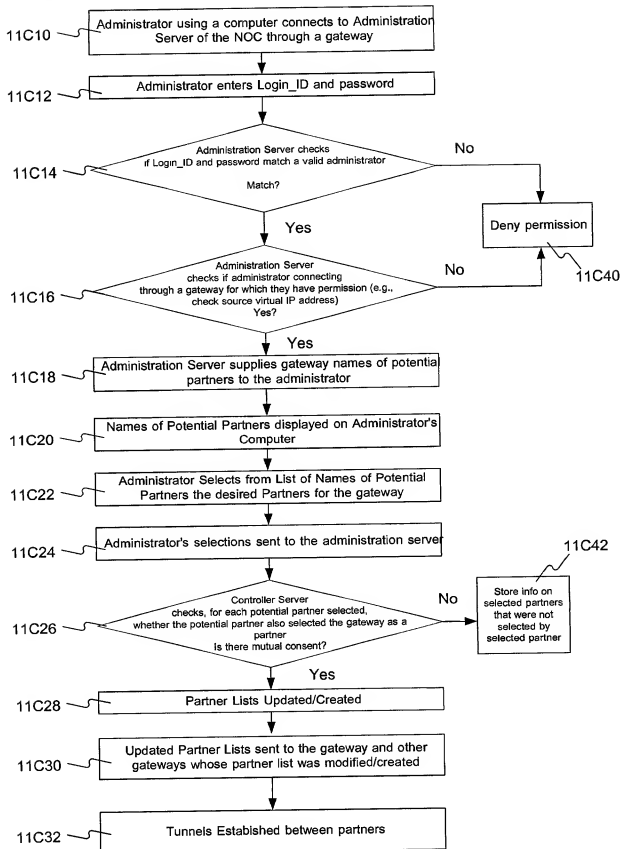 11C10
Administrator using a computer connects to Administration
Server of the NOC through a gateway
11C12
Administrator enters Login_ID and password
11C14
Administration Server checks
if Login_ID and password match a valid administrator
Match?
No
Yes
Deny permission
11C40
11C16
Administration Server
checks if administrator connecting
through a gateway for which they have permission (e.g.,
check source virtual IP address)
Yes?
No
Yes
11C18
Administration Server supplies gateway names of potential
partners to the administrator
11C20
Names of Potential Partners displayed on Administrator's
Computer
11C22
Administrator Selects from List of Names of Potential
Partners the desired Partners for the gateway
11C24
Administrator's selections sent to the administration server
11C42
11C26
Controller Server
checks, for each potential partner selected,
whether the potential partner also selected the gateway as a
partner
Is there mutual consent?
No
Store info on
selected partners
that were not
selected by
selected partner
Yes
11C28
Partner Lists Updated/Created
11C30
Updated Partner Lists sent to the gateway and other
gateways whose partner list was modified/created
11C32
Tunnels Estabished between partners